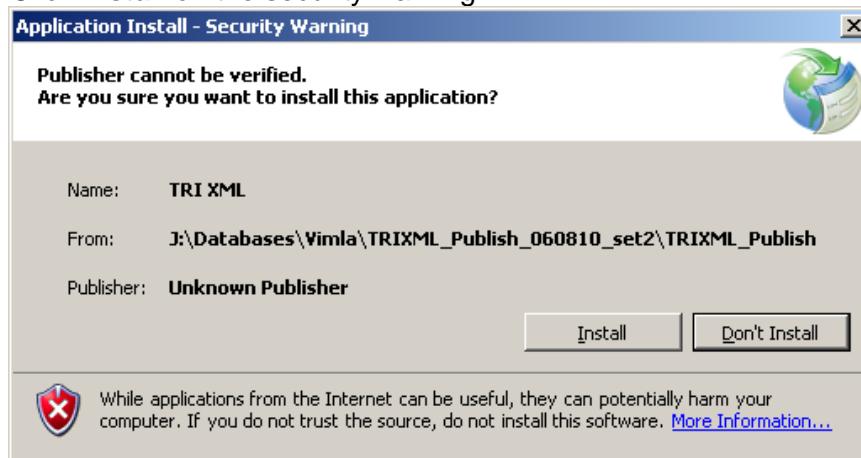 Application Install - Security Warning
Publisher cannot be verified.
Are you sure you want to install this application?
Name: TRI XML
From: J:\Databases\Vimla\TRIXML_Publish_060810_set2\TRIXML_Publish
Publisher: Unknown Publisher
Install Don't Install
While applications from the Internet can be useful, they can potentially harm your
computer. If you do not trust the source, do not install this software. More Information...